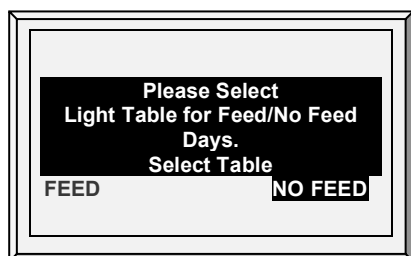 Please Select
Light Table for Feed/No Feed
Days.
Select Table
FEED NO FEED